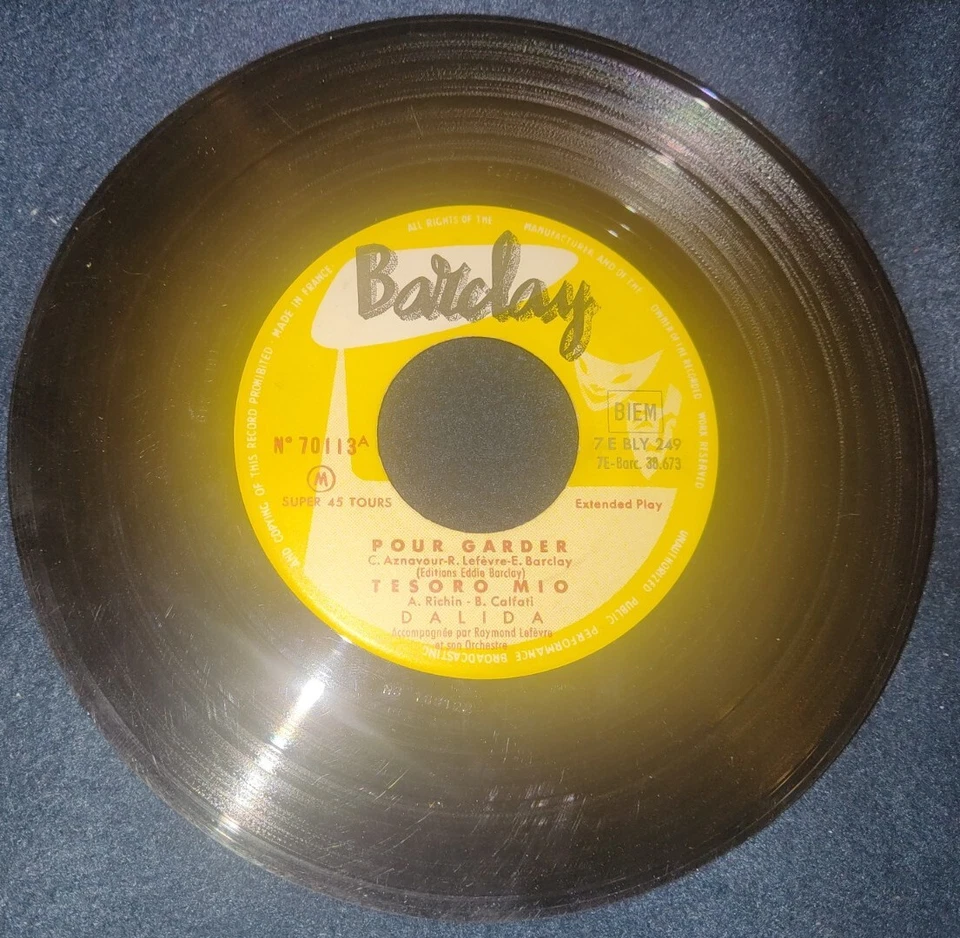 MADE IN FRANCE ALL RIGHTS OF THE MANUFACTURER AND OF THE OWNER OF THE RECORDED WORK RESERVED
UNAUTHORIZED PUBLIC PERFORMANCE BROADCASTING AND COPYING OF THIS RECORD PROHIBITED
Barclay
BIEM
N° 70113 A
7 E BLY 249
7E-Barc. 38.673
M
SUPER 45 TOURS
Extended Play
POUR GARDER
C. Aznavour-R. Lefèvre-E. Barclay
(Editions Eddie Barclay)
TESORO MIO
A. Richin - B. Calfati
DALIDA
Accompagnée par Raymond Lefèvre
et son Orchestre